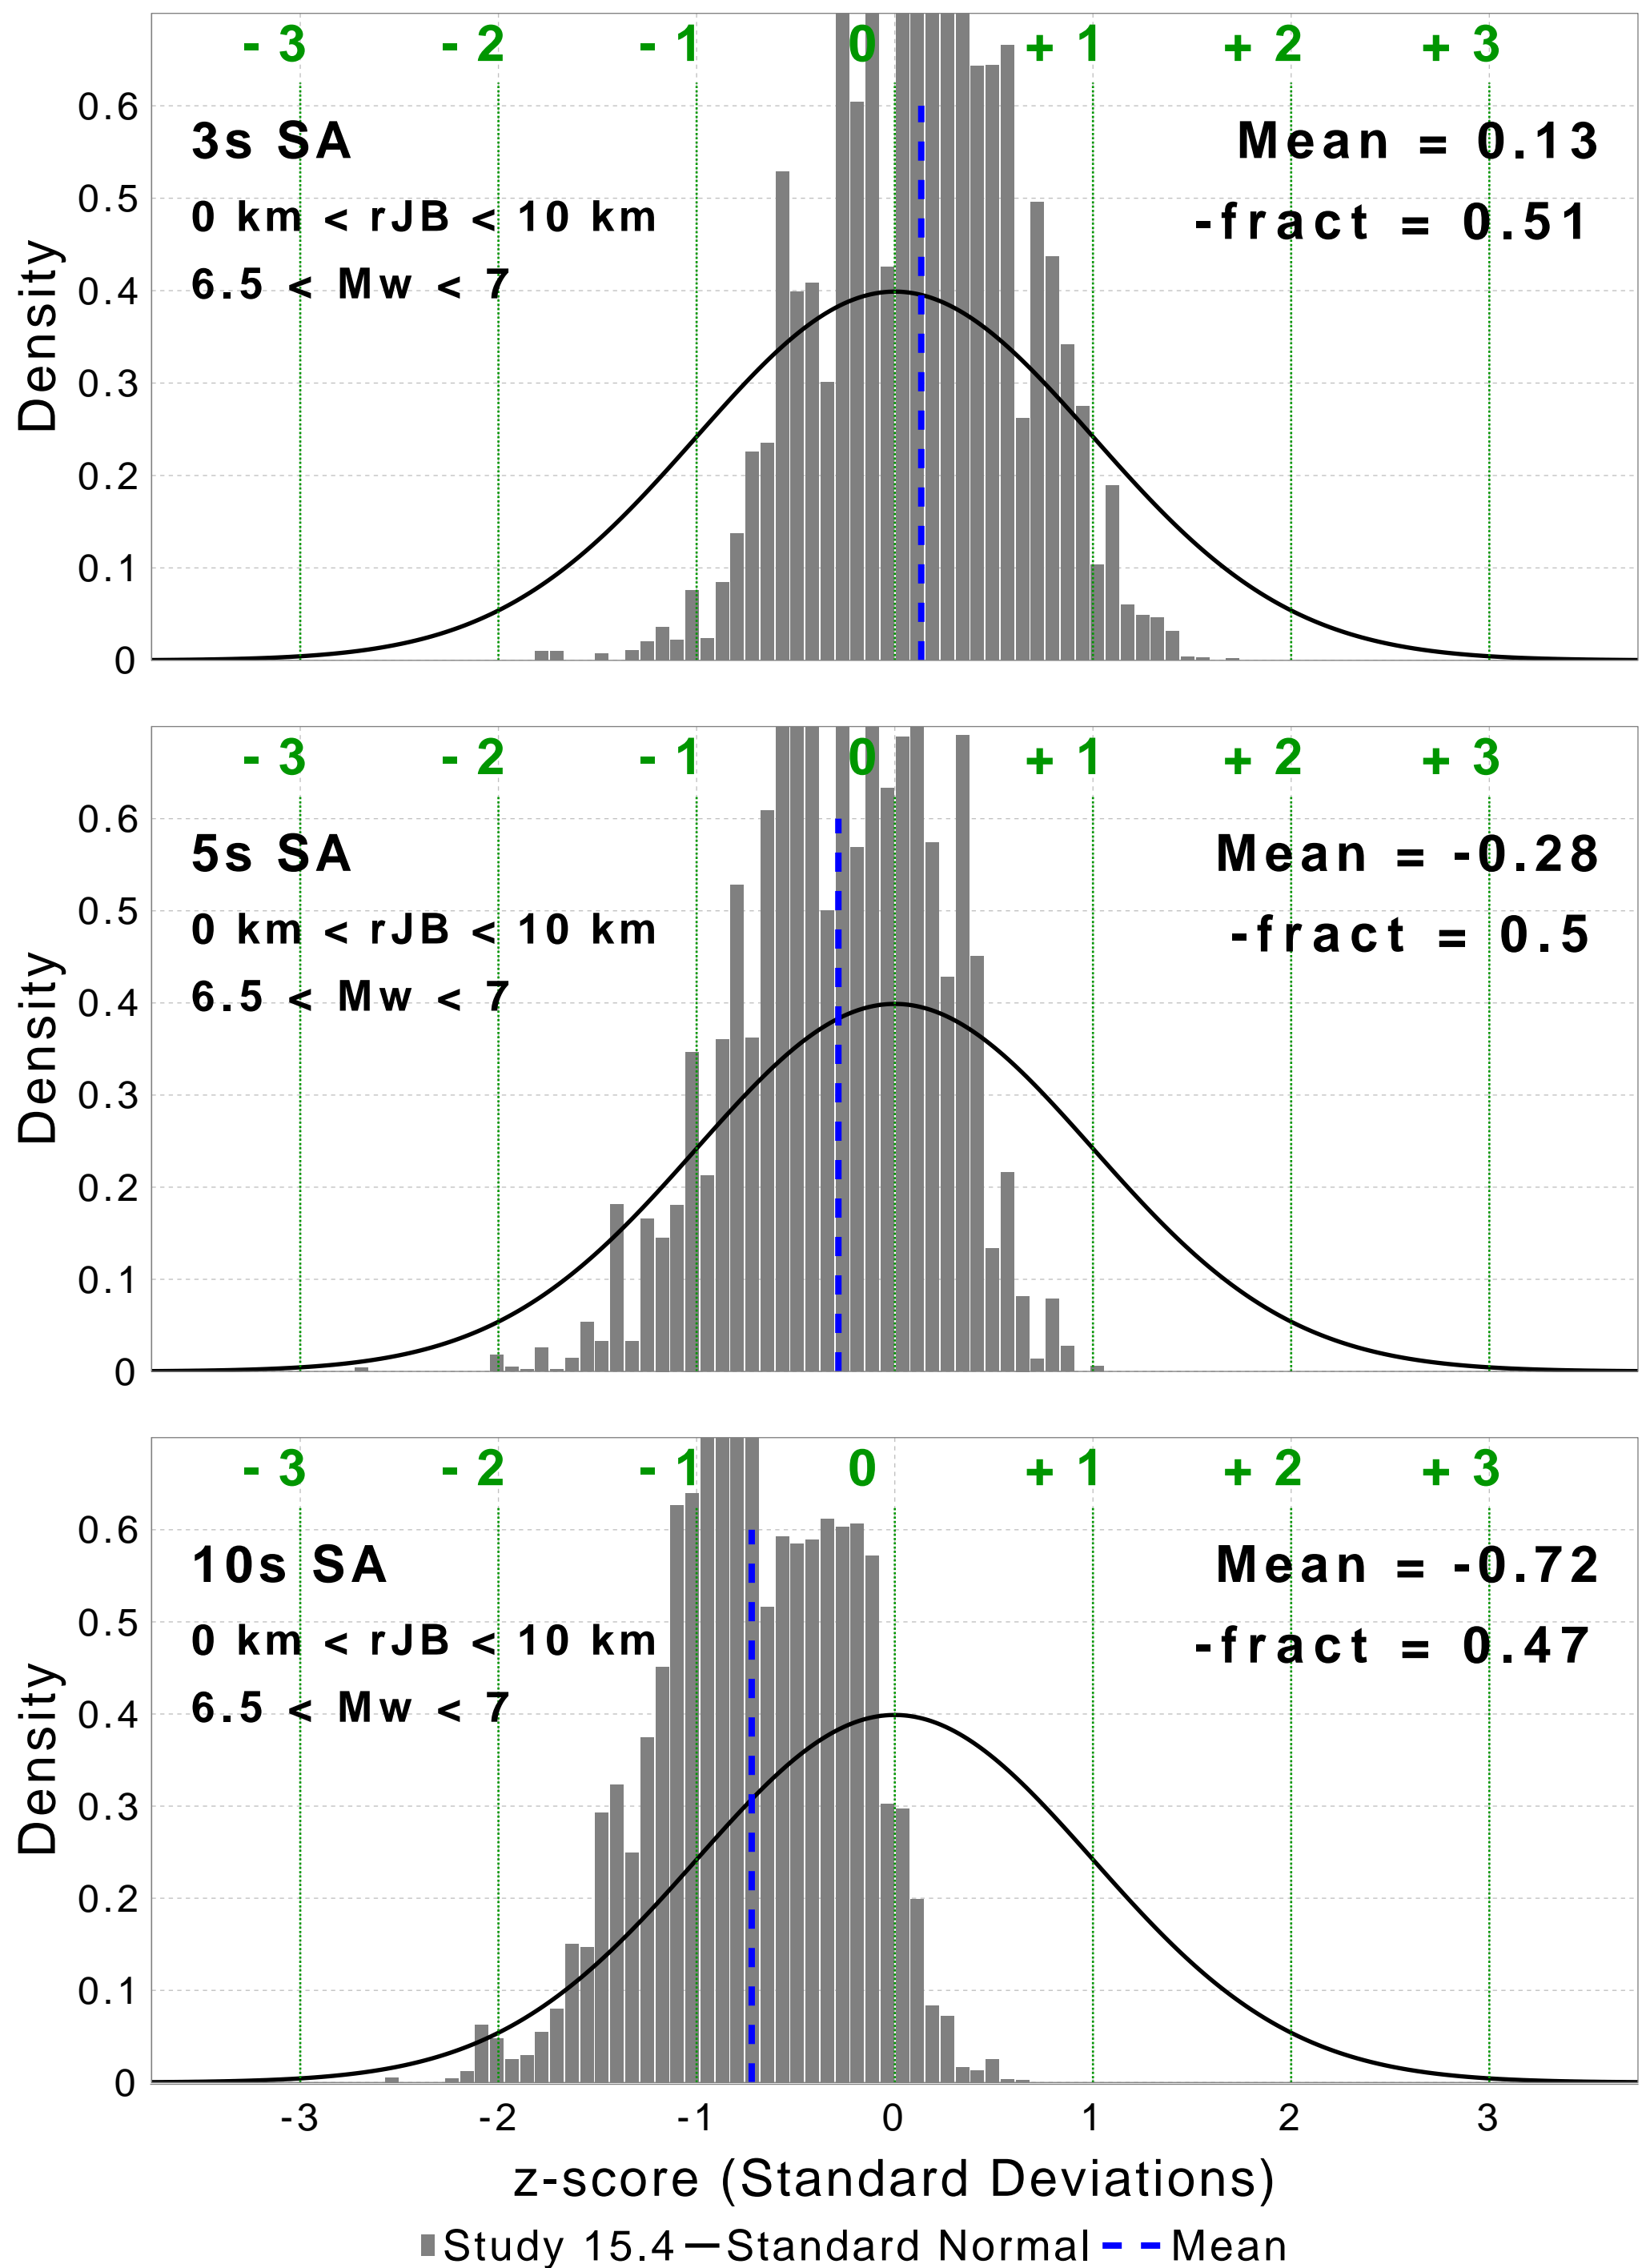 - 3 - 2 - 1 0 + 1 + 2 + 3
0.6
0.5
0.4
0.3
0.2
0.1
0
Density
3s SA
0 km < rJB < 10 km
6.5 < Mw < 7
Mean = 0.13
-fract = 0.51
- 3 - 2 - 1 0 + 1 + 2 + 3
0.6
0.5
0.4
0.3
0.2
0.1
0
Density
5s SA
0 km < rJB < 10 km
6.5 < Mw < 7
Mean = -0.28
-fract = 0.5
- 3 - 2 - 1 0 + 1 + 2 + 3
0.6
0.5
0.4
0.3
0.2
0.1
0
Density
10s SA
0 km < rJB < 10 km
6.5 < Mw < 7
Mean = -0.72
-fract = 0.47
-3 -2 -1 0 1 2 3
z-score (Standard Deviations)
Study 15.4 Standard Normal Mean